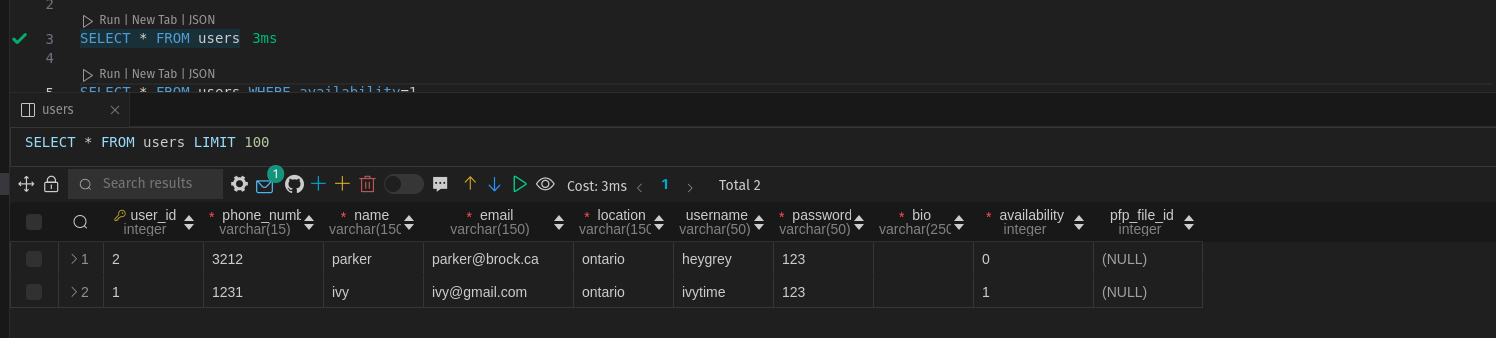 2
Run | New Tab | JSON
3 SELECT * FROM users 3ms
4
Run | New Tab | JSON
5 SELECT * FROM users WHERE availability=1
users
SELECT * FROM users LIMIT 100
Search results 1 Cost: 3ms 1 Total 2
user_id * phone_numb * name * email * location username * password * bio * availability pfp_file_id
integer varchar(15) varchar(150 varchar(150) varchar(150 varchar(50) varchar(50) varchar(250 integer integer
1 2 3212 parker parker@brock.ca ontario heygrey 123 0 (NULL)
2 1 1231 ivy ivy@gmail.com ontario ivytime 123 1 (NULL)